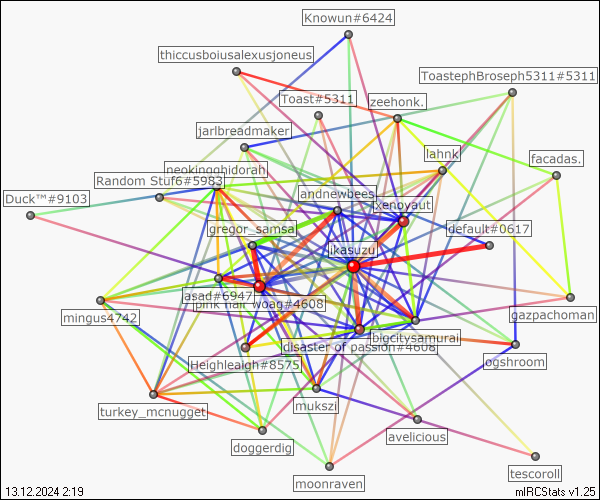 Knowun#6424
thiccusboiusalexusjoneus
ToastephBroseph5311#5311
Toast#5311
zeehonk.
jarlbreadmaker
lahnk
facadas.
neokingghidorah
Random Stuf6#5983
Duck™#9103
andnewbees
xenoyaut
gregor_samsa
default#0617
jkasuzu
asad#6947
pink hair woag#4608
mingus4742
gazpachoman
bigcitysamurai
disaster of passion#4608
Heighleaigh#8575
ogshroom
turkey_mcnugget
mukszi
doggerdig
avelicious
moonraven
tescoroll
13.12.2024 2:19
mIRCStats v1.25